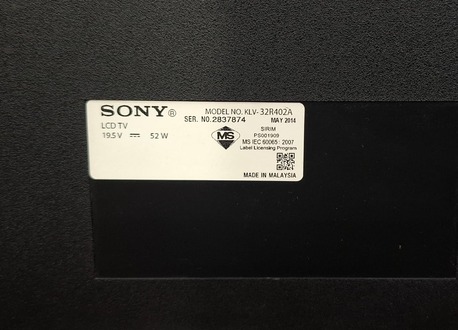 SONY® MODEL NO. KLV-32R402A
SER. NO.2837874 MAY 2014
LCD TV
19.5 V ⎓ 52 W
MS
SIRIM
PS001909
MS IEC 60065 : 2007
Label Licensing Program
MADE IN MALAYSIA